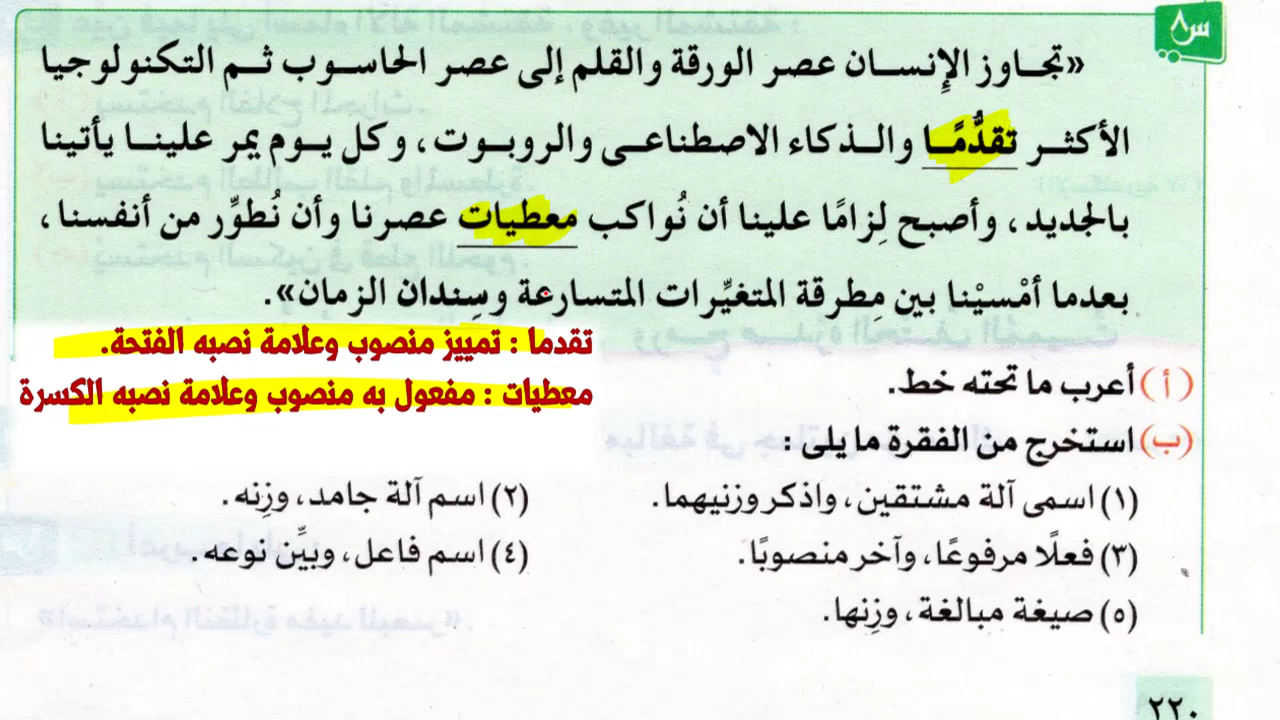 س٨
«تجاوز الإنسان عصر الورقة والقلم إلى عصر الحاسوب ثم التكنولوجيا
الأكثر تقدُّمًا والذكاء الاصطناعى والروبوت، وكل يوم يمر علينا يأتينا
بالجديد، وأصبح لِزامًا علينا أن نُواكب معطيات عصرنا وأن نُطوِّر من أنفسنا،
بعدما أمْسيْنا بين مِطرقة المتغيِّرات المتسارعة وسِندان الزمان».
تقدما : تمييز منصوب وعلامة نصبه الفتحة.
معطيات : مفعول به منصوب وعلامة نصبه الكسرة
(أ) أعرب ما تحته خط.
(ب) استخرج من الفقرة ما يلى :
(١) اسمى آلة مشتقين، واذكر وزنيهما. (٢) اسم آلة جامد، وزِنه.
(٣) فعلًا مرفوعًا، وآخر منصوبًا. (٤) اسم فاعل، وبيِّن نوعه.
(٥) صيغة مبالغة، وزِنها.
٢٢٠